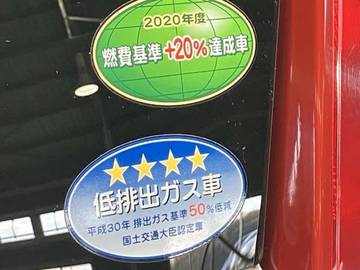 2020年度
燃費基準+20%達成車
★★★★
低排出ガス車
平成30年 排出ガス基準50%低減
国土交通大臣認定車